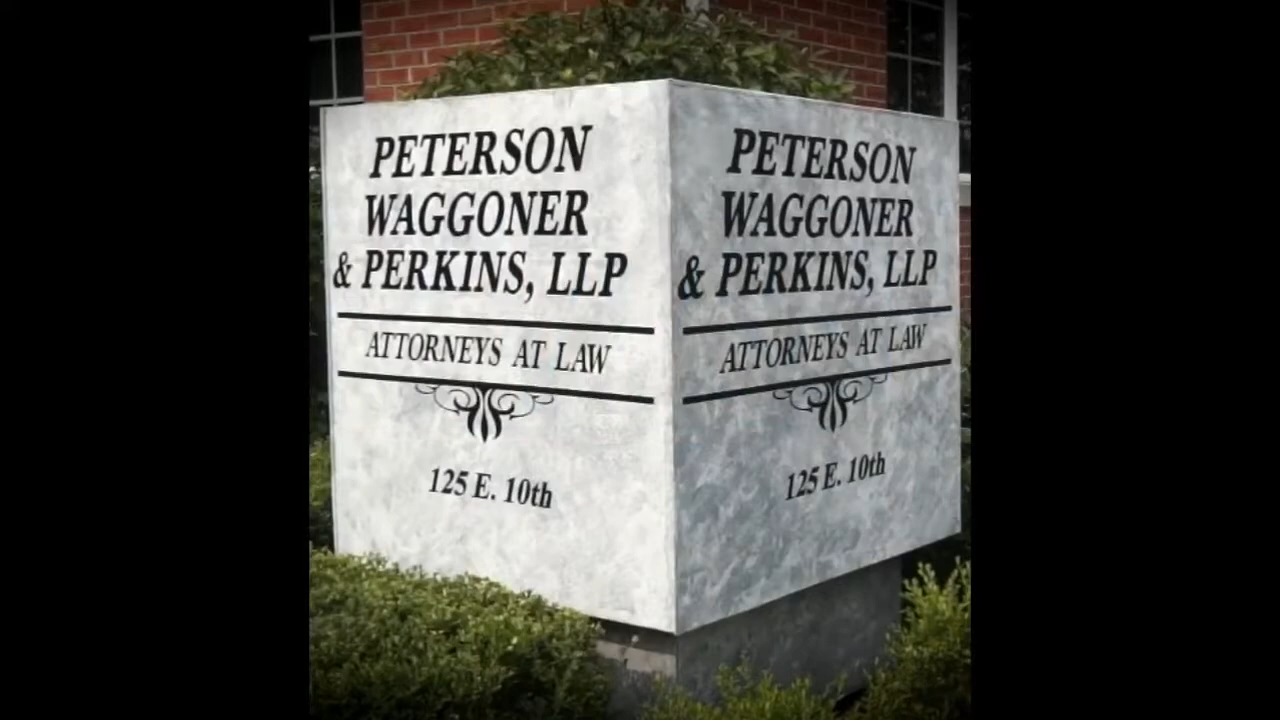 PETERSON
WAGGONER
& PERKINS, LLP
ATTORNEYS AT LAW
125 E. 10th
PETERSON
WAGGONER
& PERKINS, LLP
ATTORNEYS AT LAW
125 E. 10th